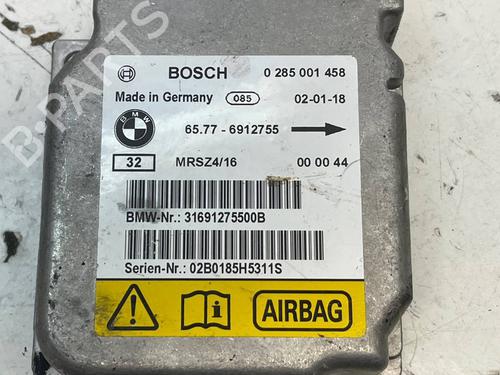 BOSCH 0 285 001 458
Made in Germany 085 02-01-18
BMW 65.77 - 6912755
32 MRSZ4/16 00 00 44
BMW-Nr.: 31691275500B
Serien-Nr.: 02B0185H5311S
AIRBAG
B-PARTS